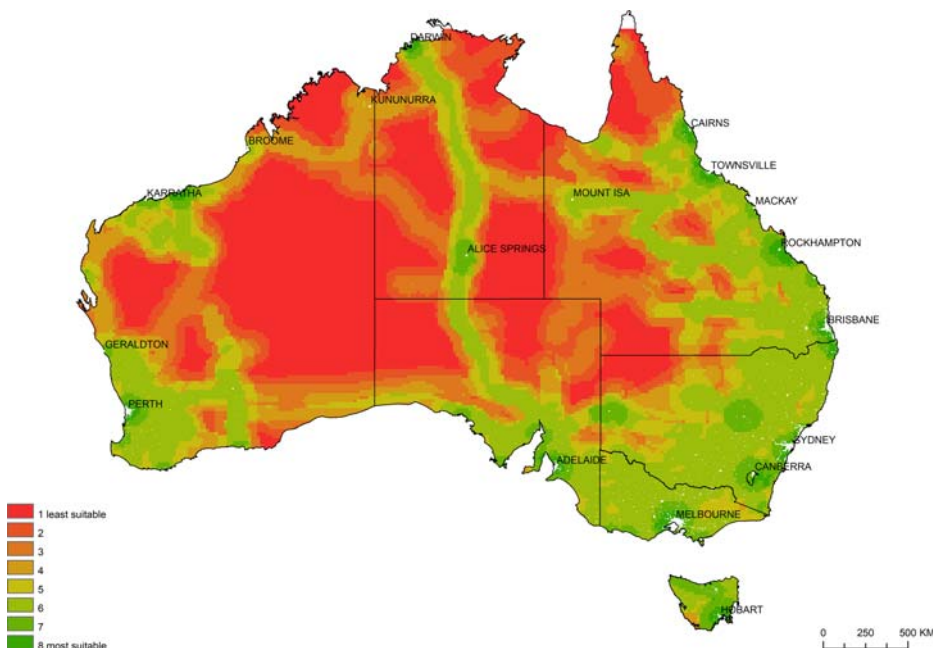 DARWIN
KUNUNURRA
CAIRNS
BROOME
TOWNSVILLE
KARRATHA
MOUNT ISA
MACKAY
ROCKHAMPTON
ALICE SPRINGS
BRISBANE
GERALDTON
PERTH
SYDNEY
ADELAIDE
CANBERRA
MELBOURNE
1 least suitable
2
3
4
5
6
7
8 most suitable
HOBART
0 250 500 KM